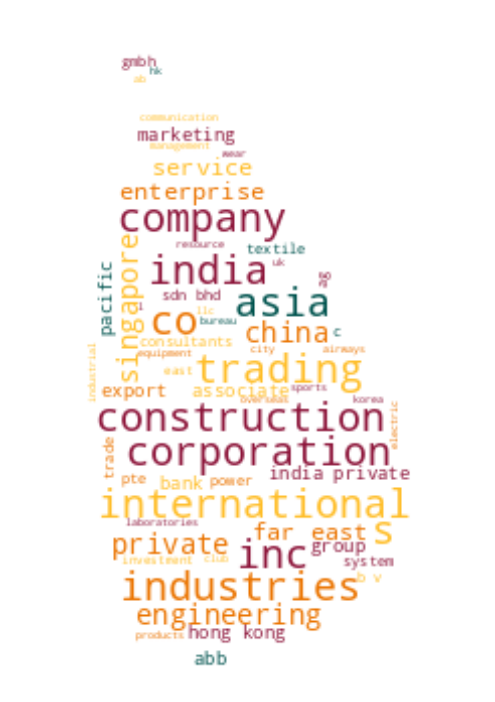 gmbh
hk
ab
communication
marketing
management
wear
service
enterprise
company
resource
textile
singapore
india
uk
pacific
sdn bhd
asia
ag
l
llc
co
bureau
china
c
consultants
equipment
city
airways
industrial
east
trading
export
associate
sports
overseas
korea
construction
electric
trade
corporation
india private
pte
bank
power
international
laboratories
s
far east
private
inc
group
investment
club
system
industries
b v
engineering
products
hong kong
abb